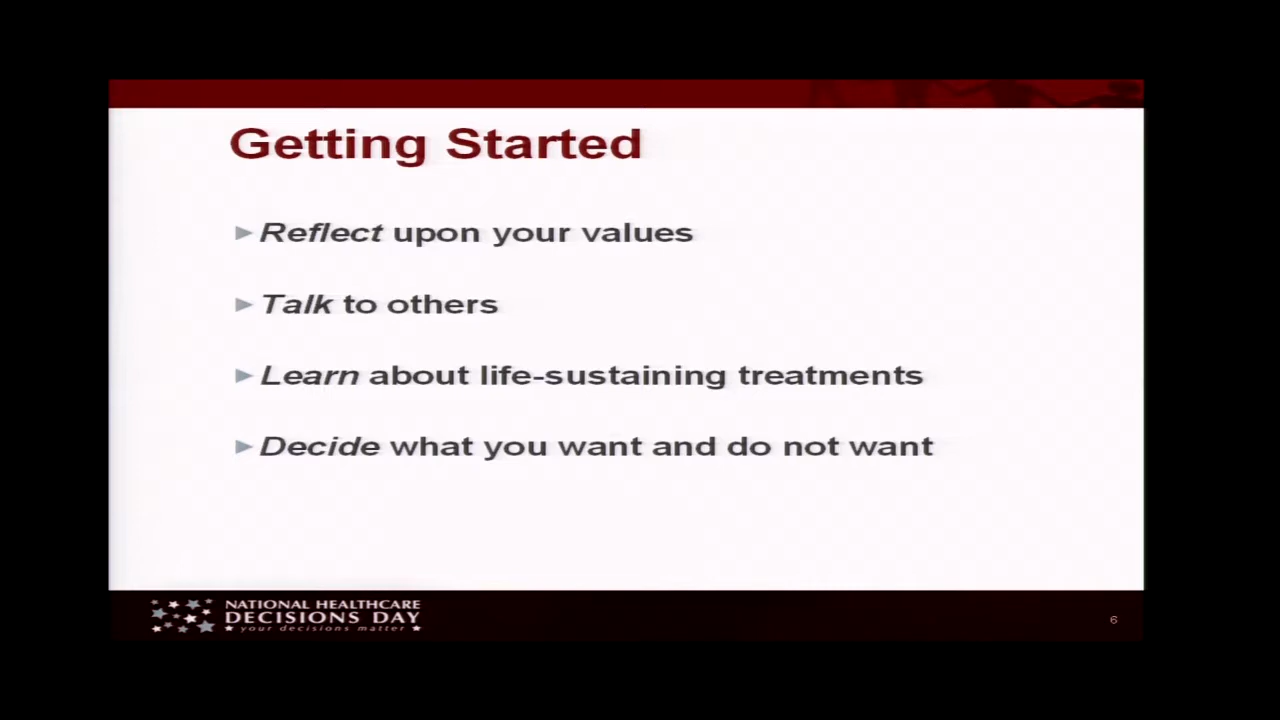 Getting Started
Reflect upon your values
Talk to others
Learn about life-sustaining treatments
Decide what you want and do not want
NATIONAL HEALTHCARE
DECISIONS DAY
your decisions matter
6